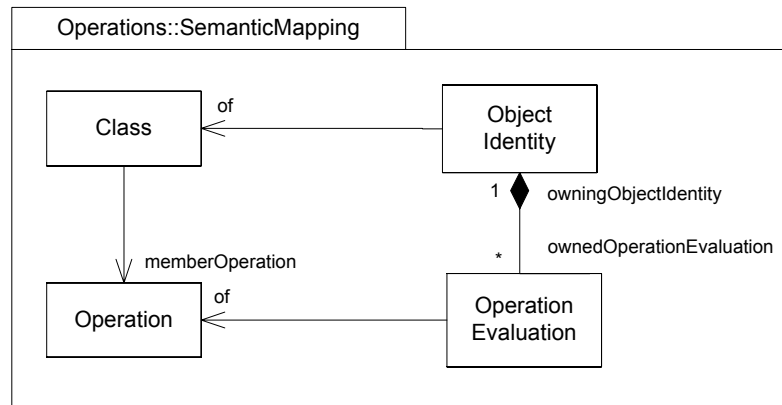 Operations::SemanticMapping
of
Class
Object
Identity
1
owningObjectIdentity
memberOperation
*
ownedOperationEvaluation
of
Operation
Operation
Evaluation